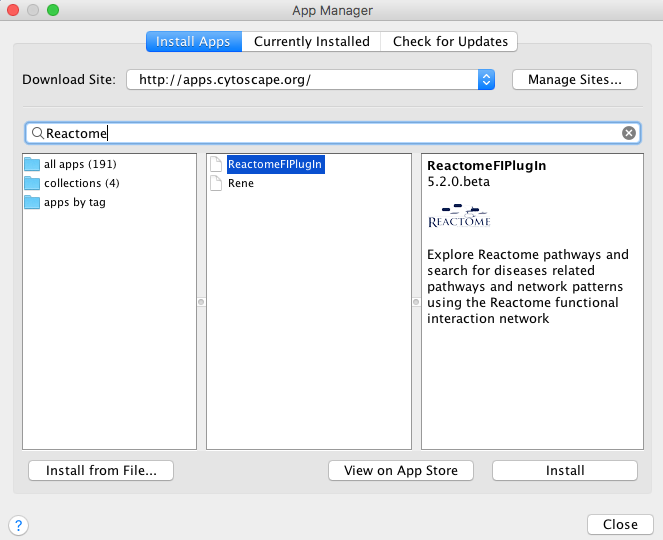 App Manager
Install Apps
Currently Installed
Check for Updates
Download Site:
http://apps.cytoscape.org/
Manage Sites...
Reactome
all apps (191)
collections (4)
apps by tag
ReactomeFIPlugIn
Rene
ReactomeFIPlugIn
5.2.0.beta
REACTOME
Explore Reactome pathways and
search for diseases related
pathways and network patterns
using the Reactome functional
interaction network
Install from File...
View on App Store
Install
?
Close